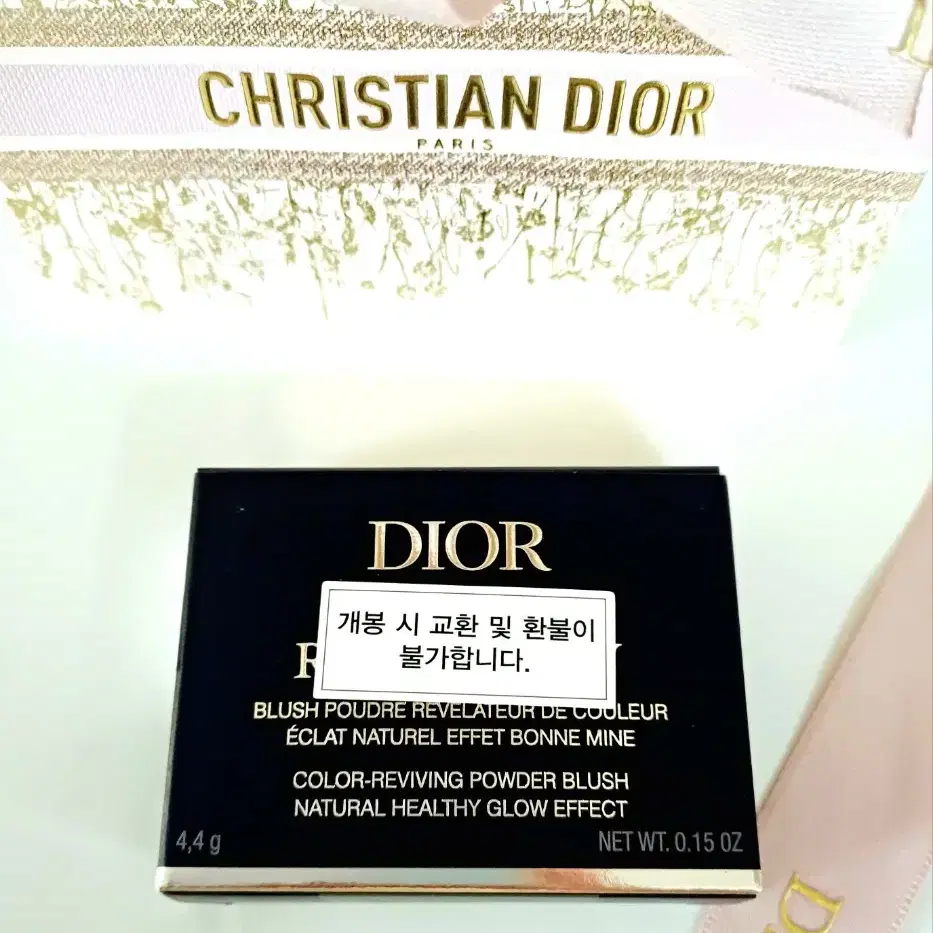 CHRISTIAN DIOR
PARIS
DIOR
개봉 시 교환 및 환불이
불가합니다.
BLUSH POUDRE RÉVÉLATEUR DE COULEUR
ÉCLAT NATUREL EFFET BONNE MINE
COLOR-REVIVING POWDER BLUSH
NATURAL HEALTHY GLOW EFFECT
4,4 g
NET WT. 0.15 OZ